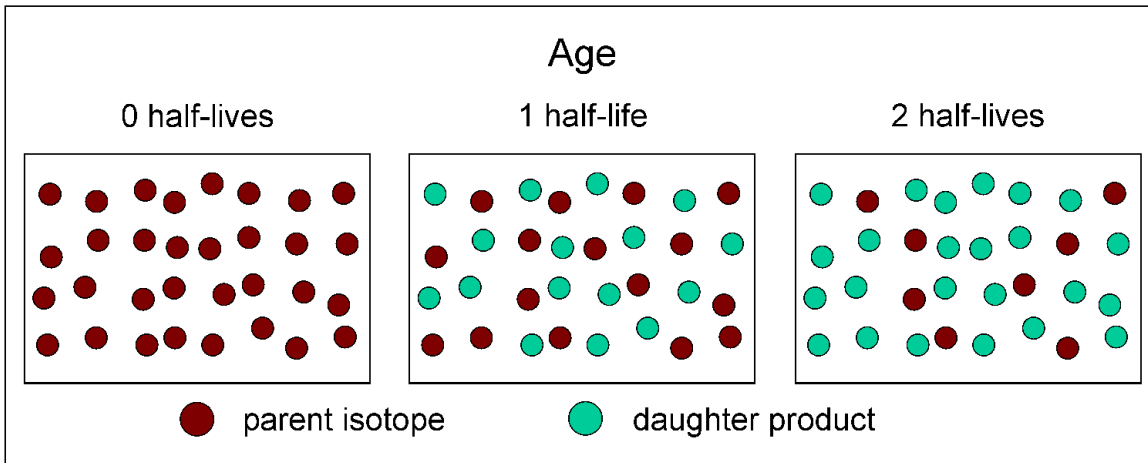 Age
0 half-lives
1 half-life
2 half-lives
parent isotope
daughter product